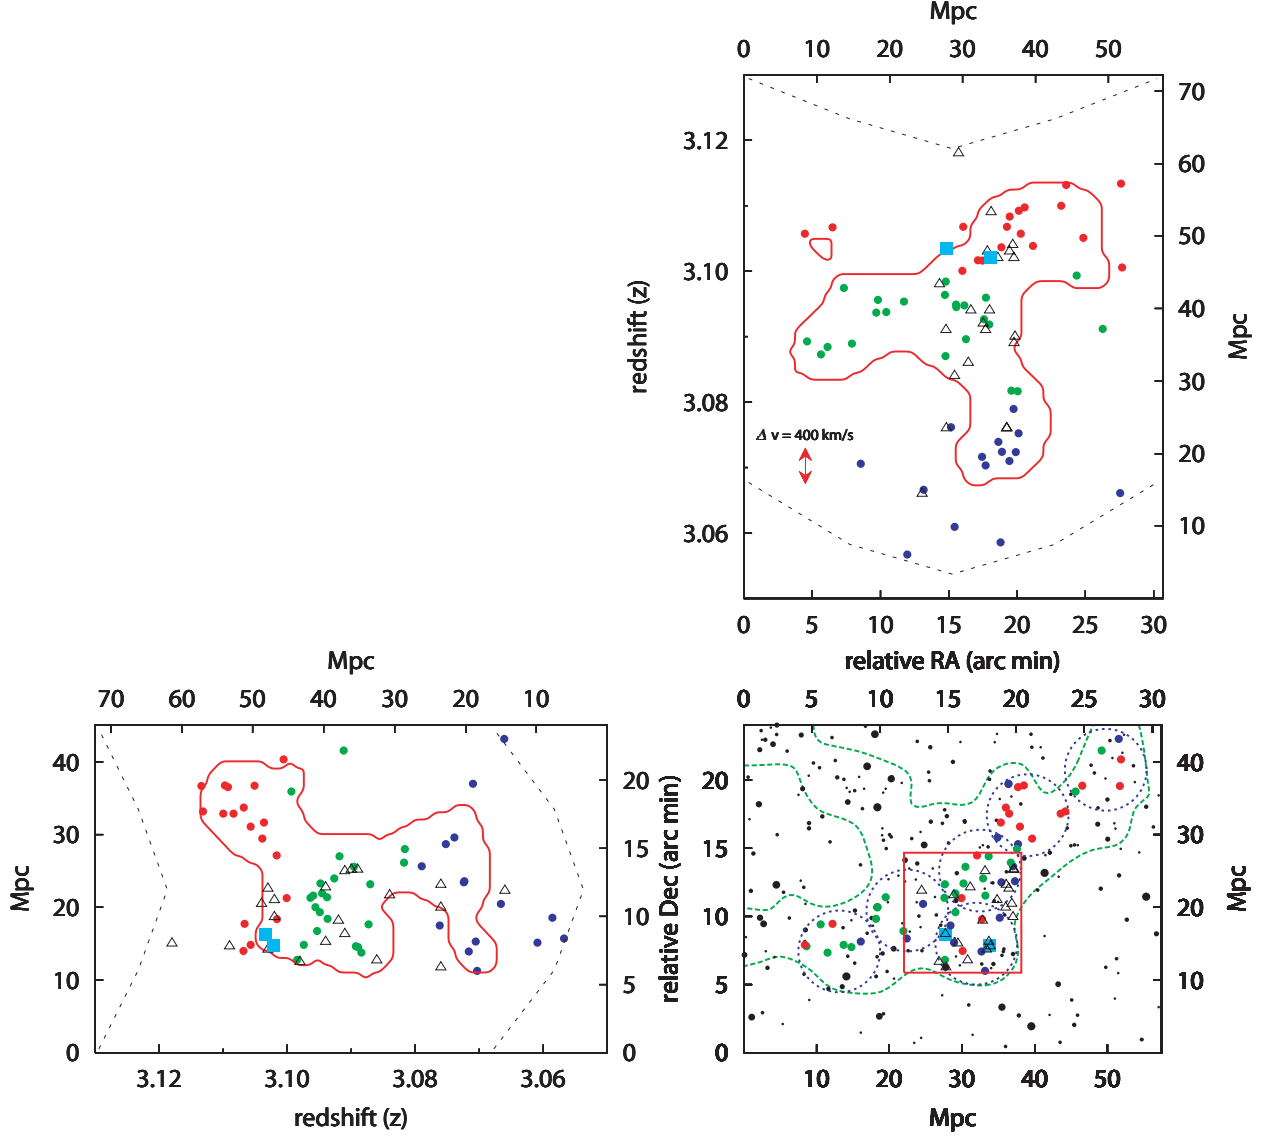 Mpc
0 10 20 30 40 50
70
3.12
60
50
3.10
40
redshift (z)
Mpc
30
3.08
Δ v = 400 km/s
20
10
3.06
0 5 10 15 20 25 30
relative RA (arc min)
Mpc
70 60 50 40 30 20 10
0 5 10 15 20 25 30
40
20
20
40
30
15
15
30
Mpc
relative Dec (arc min)
Mpc
20
10
10
20
10
5
5
10
0
0
0
3.12 3.10 3.08 3.06
10 20 30 40 50
redshift (z)
Mpc